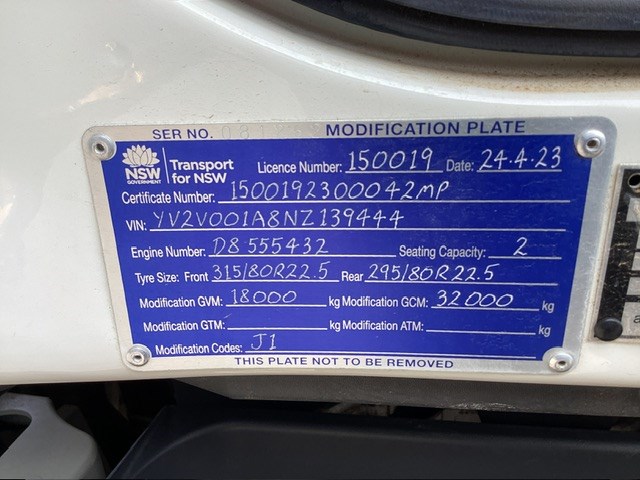 SER NO. MODIFICATION PLATE
NSW GOVERNMENT Transport for NSW Licence Number: 150019 Date: 24.4.23
Certificate Number: 1500192300042MP
VIN: YV2V001A8NZ139444
Engine Number: D8 555432 Seating Capacity: 2
Tyre Size: Front 315/80R22.5 Rear 295/80R22.5
Modification GVM: 18000 kg Modification GCM: 32000 kg
Modification GTM: kg Modification ATM: kg
Modification Codes: J1
THIS PLATE NOT TO BE REMOVED